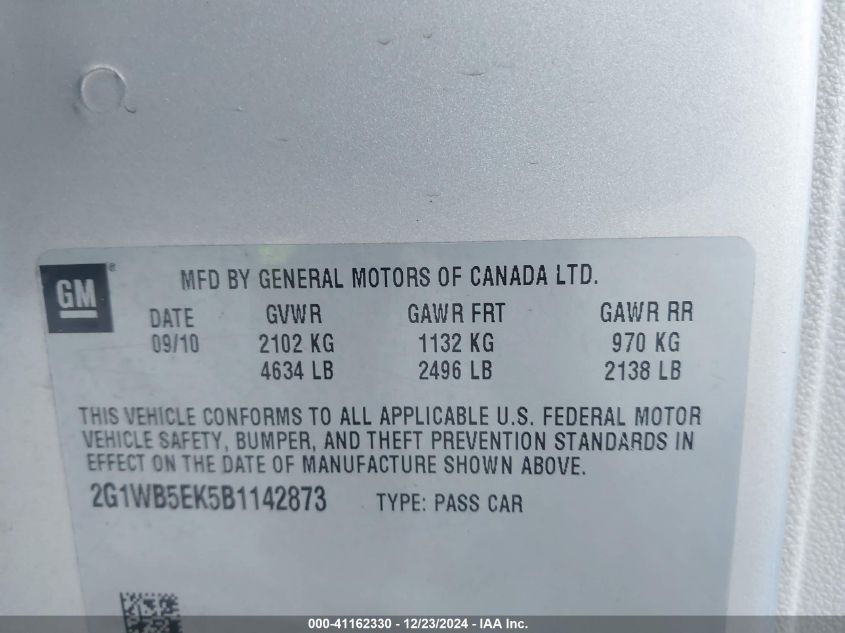 GM®
MFD BY GENERAL MOTORS OF CANADA LTD.
DATE GVWR GAWR FRT GAWR RR
09/10 2102 KG 1132 KG 970 KG
4634 LB 2496 LB 2138 LB
THIS VEHICLE CONFORMS TO ALL APPLICABLE U.S. FEDERAL MOTOR
VEHICLE SAFETY, BUMPER, AND THEFT PREVENTION STANDARDS IN
EFFECT ON THE DATE OF MANUFACTURE SHOWN ABOVE.
2G1WB5EK5B1142873 TYPE: PASS CAR
000-41162330 - 12/23/2024 - IAA Inc.